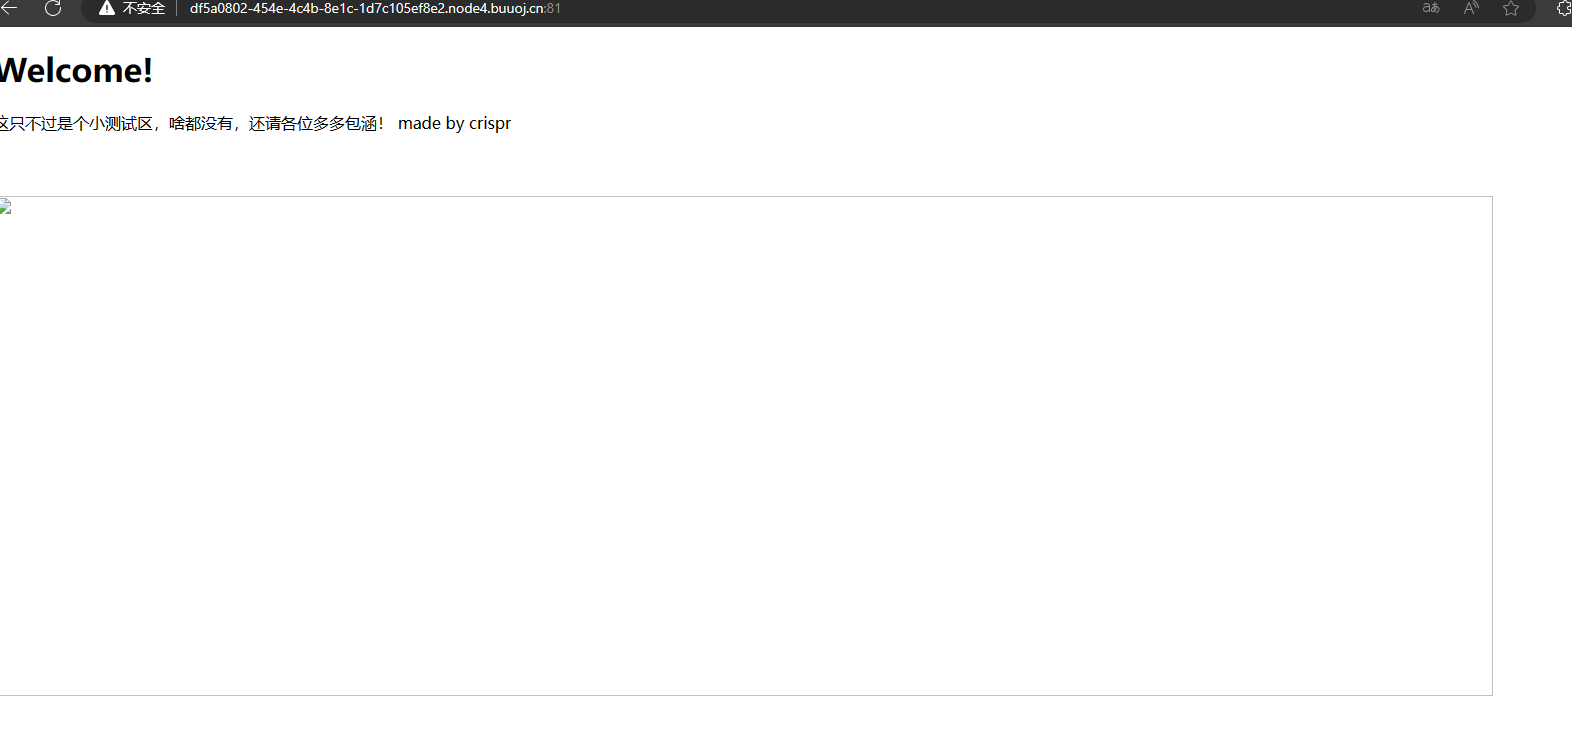 不安全 df5a0802-454e-4c4b-8e1c-1d7c105ef8e2.node4.buuoj.cn:81 aあ A
Welcome!
这只不过是个小测试区，啥都没有，还请各位多多包涵！ made by crispr